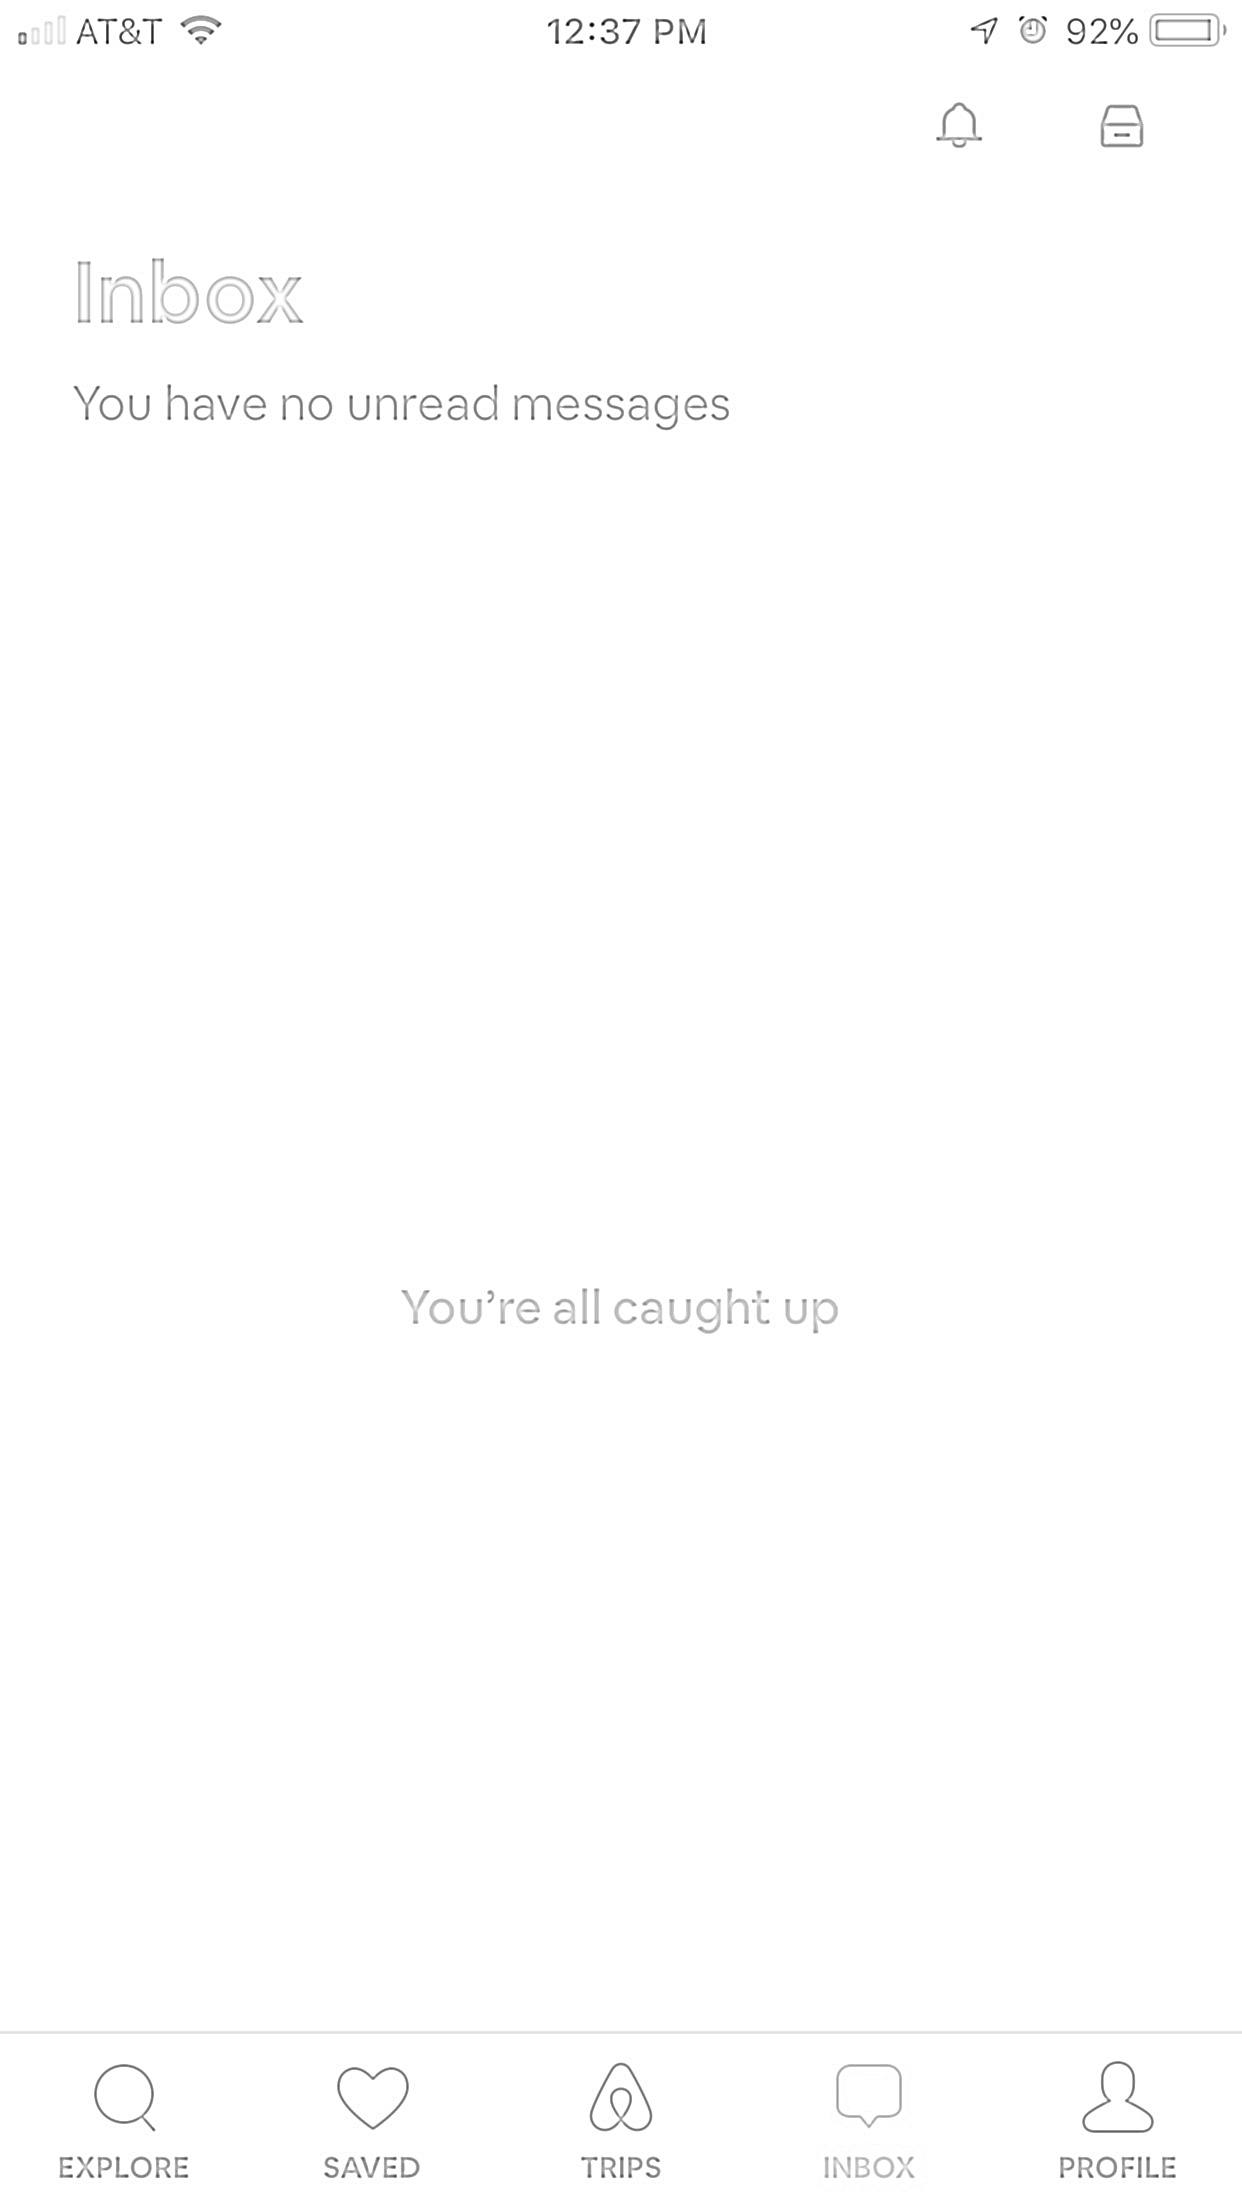 AT&T 12:37 PM 92%
Inbox
You have no unread messages
You're all caught up
EXPLORE SAVED TRIPS INBOX PROFILE